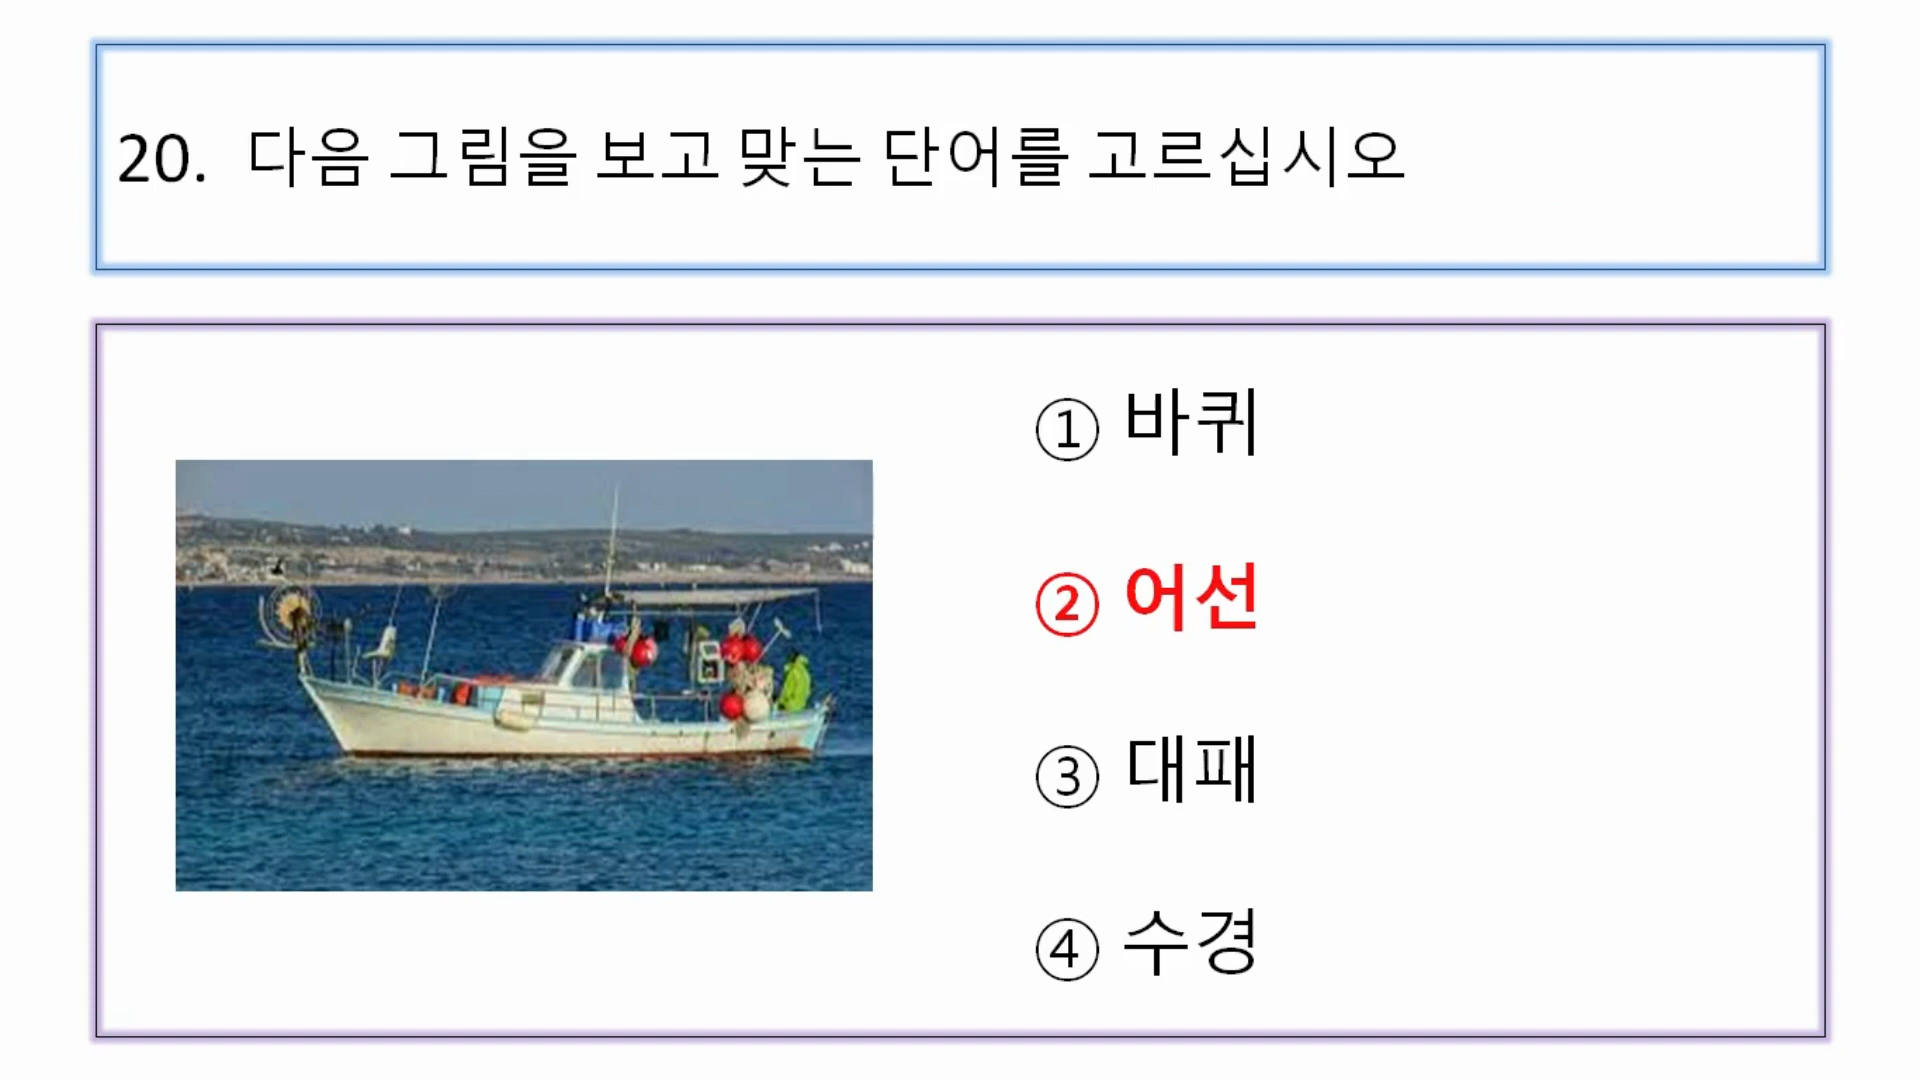 20. 다음 그림을 보고 맞는 단어를 고르십시오
① 바퀴
② 어선
③ 대패
④ 수경